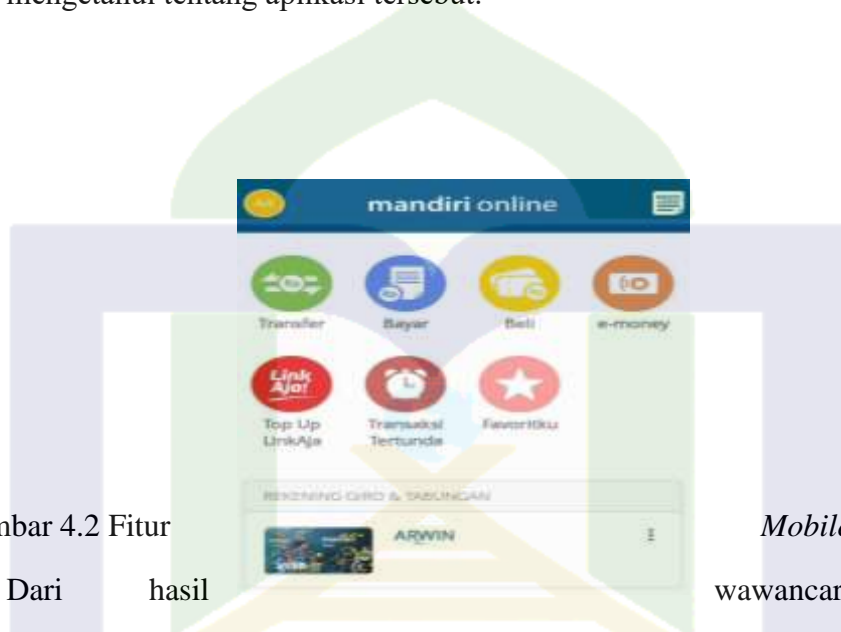 mengetahui tentang aplikasi tersebut.
mandiri online
Transfer Bayar Beli e-money
Link
Aja!
Top Up Transaksi Favoritku
LinkAja Tertunda
REKENING GIRO & TABUNGAN
ARWIN
mbar 4.2 Fitur Mobile
Dari hasil wawancar